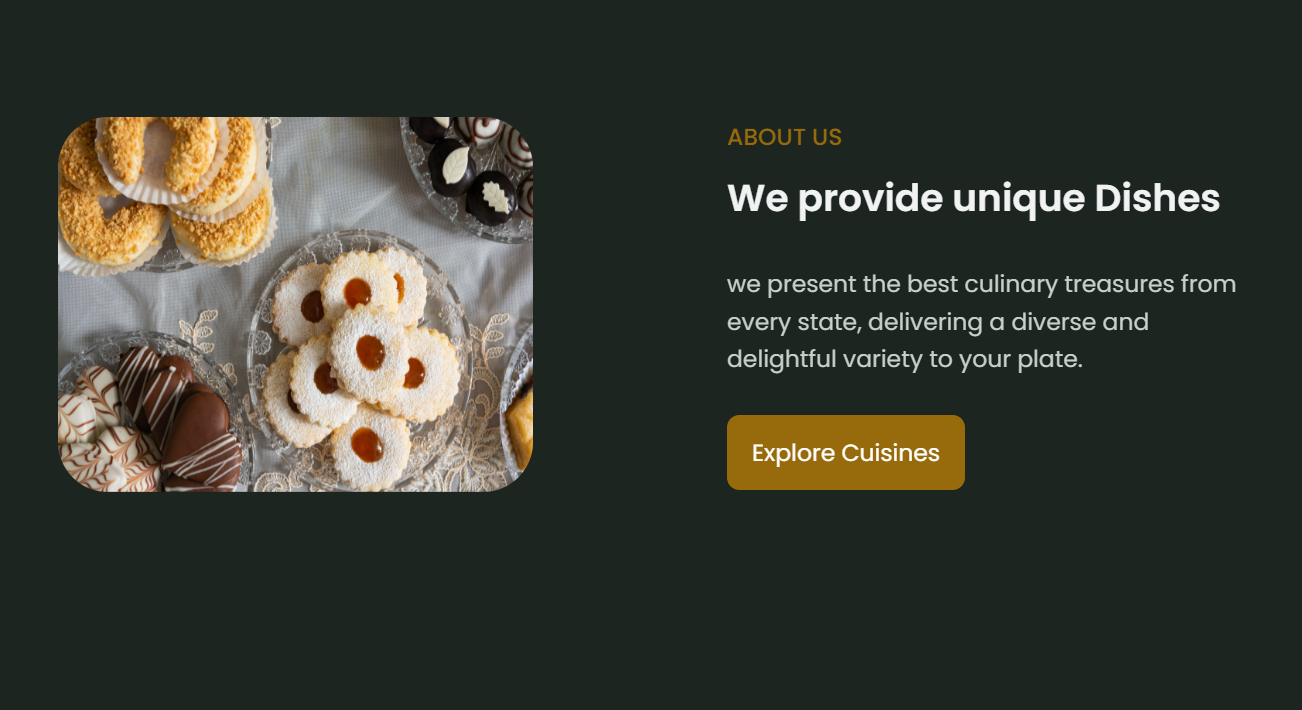 ABOUT US
We provide unique Dishes
we present the best culinary treasures from
every state, delivering a diverse and
delightful variety to your plate.
Explore Cuisines